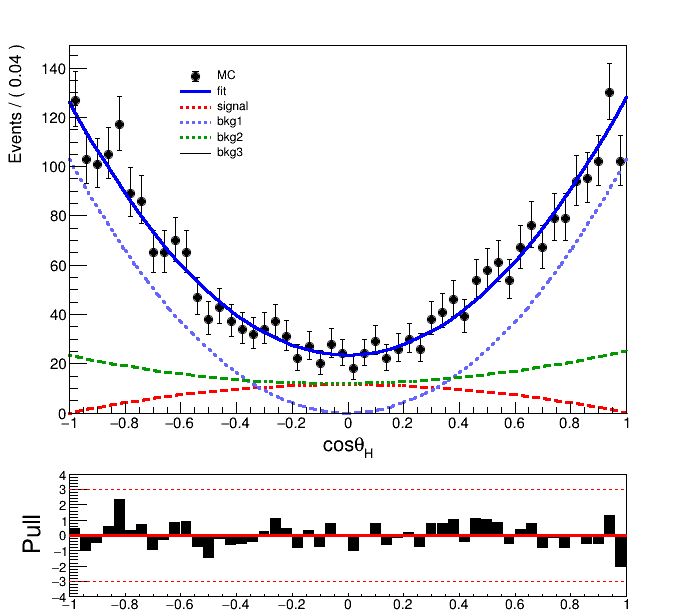 Events / ( 0.04 )
140
120
100
80
60
40
20
0
MC
fit
signal
bkg1
bkg2
bkg3
−1 −0.8 −0.6 −0.4 −0.2 0 0.2 0.4 0.6 0.8 1
cosθ_H
Pull
4
3
2
1
0
−1
−2
−3
−4
−1 −0.8 −0.6 −0.4 −0.2 0 0.2 0.4 0.6 0.8 1